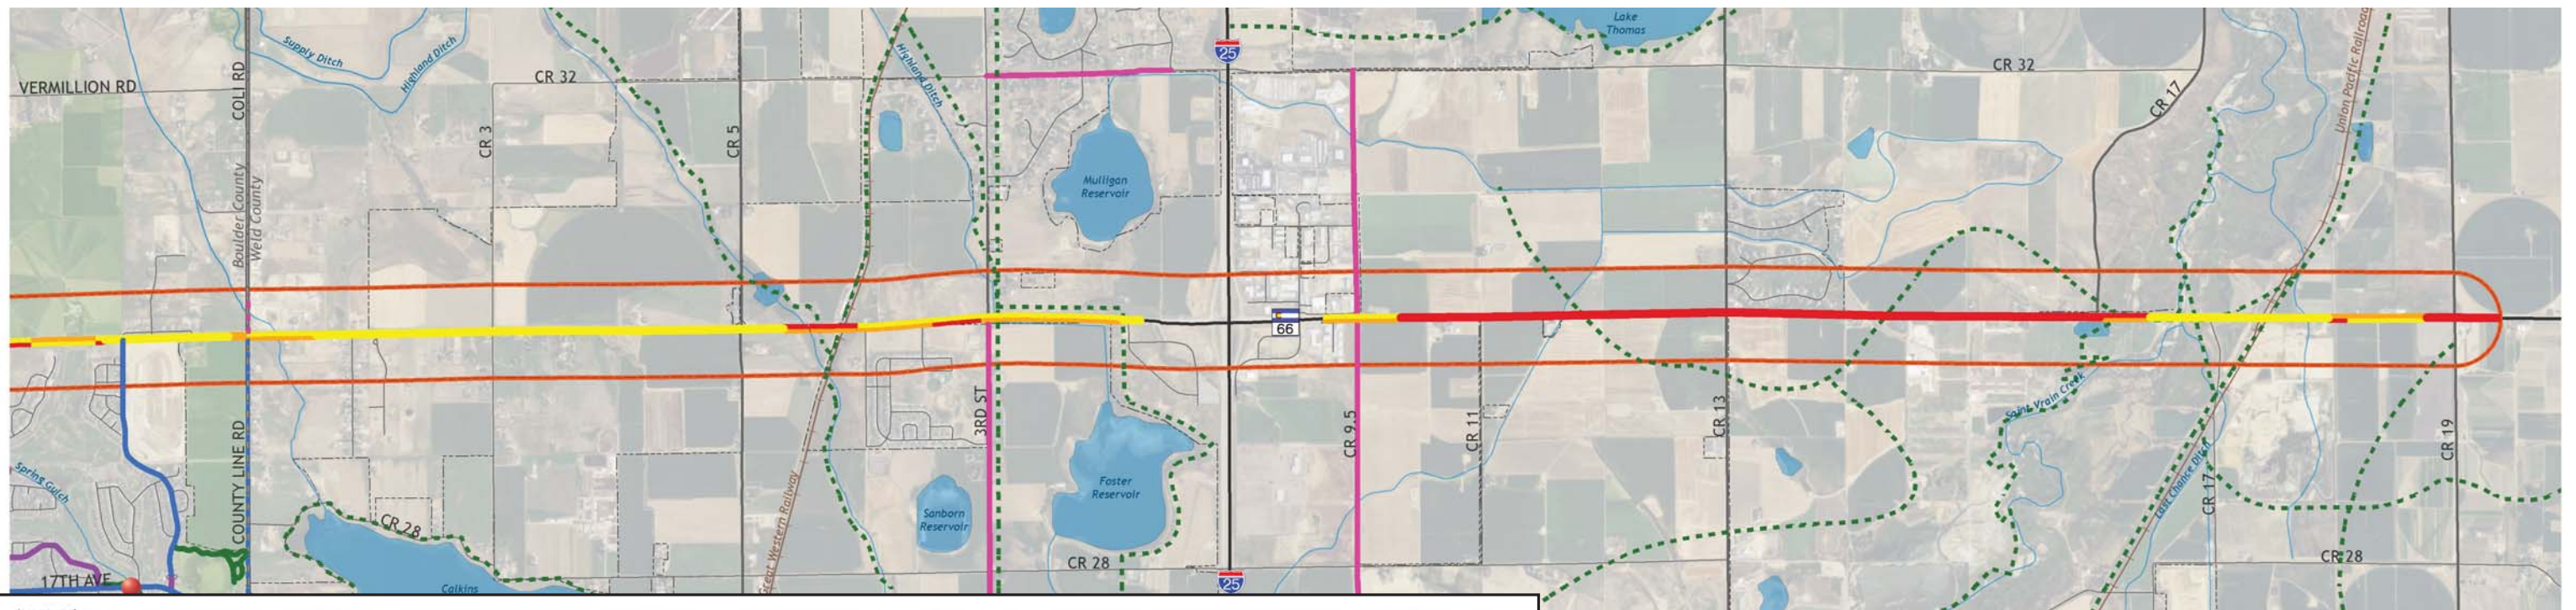 Lake
Thomas
25
Supply Ditch
Highland Ditch
COLI RD
VERMILLION RD
CR 32
CR 32
CR 17
Union Pacific Railroad
Highland Ditch
CR 3
CR 5
Boulder County
Weld County
Mulligan
Reservoir
C
66
3RD ST
CR 9.5
CR 11
CR 13
Saint Vrain Creek
CR 19
COUNTY LINE RD
Spring Gulch
Foster
Reservoir
Sanborn
Reservoir
Great Western Railway
Last Chance Ditch
CR 17
CR 28
CR 28
CR 28
17TH AVE
Calkins
25